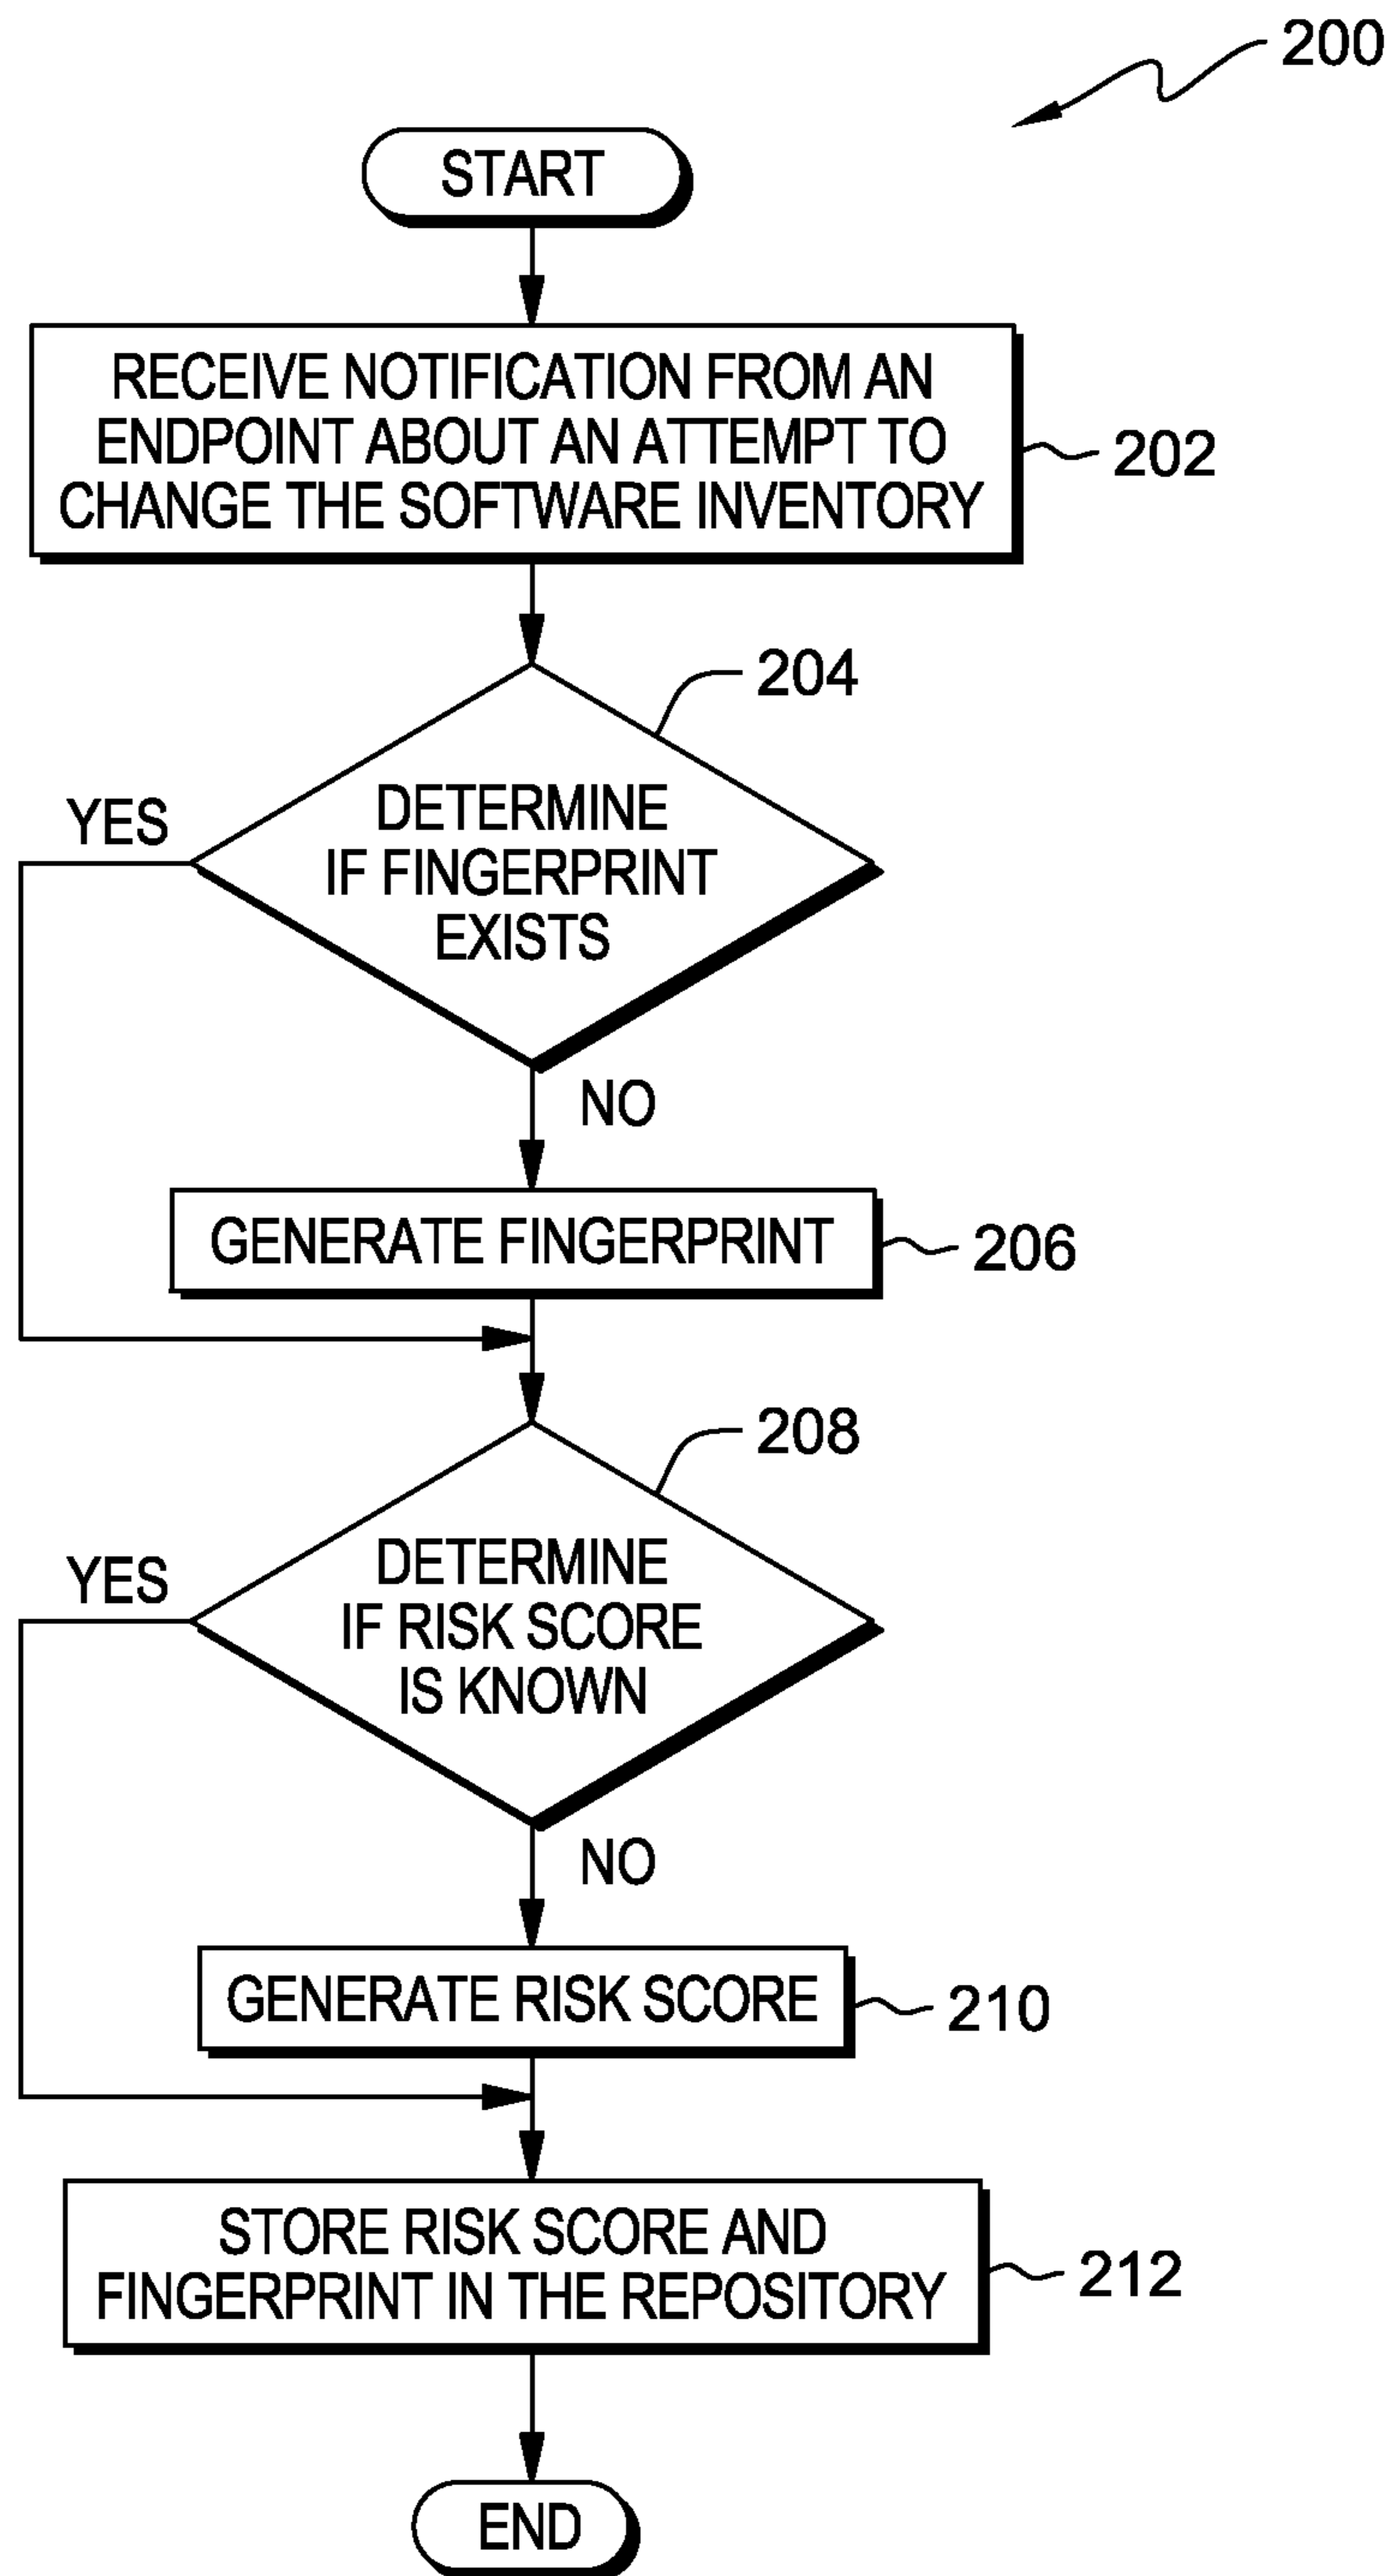 200
START
RECEIVE NOTIFICATION FROM AN
ENDPOINT ABOUT AN ATTEMPT TO
CHANGE THE SOFTWARE INVENTORY
202
204
YES
DETERMINE
IF FINGERPRINT
EXISTS
NO
GENERATE FINGERPRINT
206
208
YES
DETERMINE
IF RISK SCORE
IS KNOWN
NO
GENERATE RISK SCORE
210
STORE RISK SCORE AND
FINGERPRINT IN THE REPOSITORY
212
END